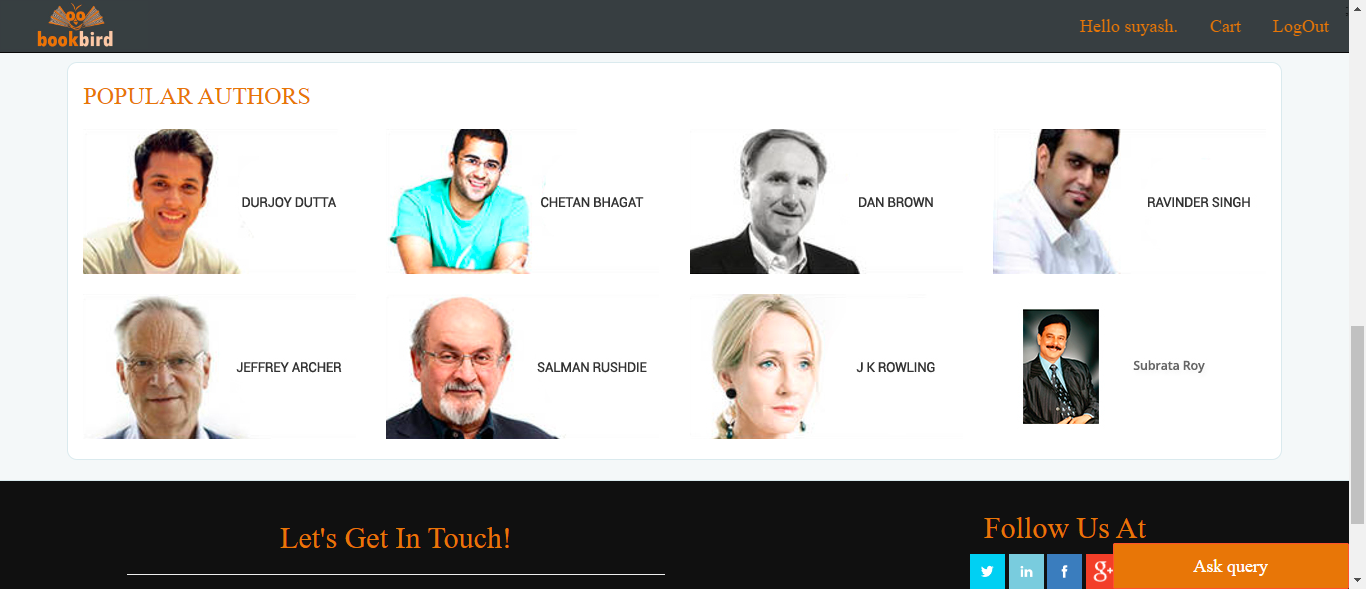 bookbird
Hello suyash. Cart LogOut
POPULAR AUTHORS
DURJOY DUTTA
CHETAN BHAGAT
DAN BROWN
RAVINDER SINGH
JEFFREY ARCHER
SALMAN RUSHDIE
J K ROWLING
Subrata Roy
Let's Get In Touch!
Follow Us At
in
f
g+
Ask query